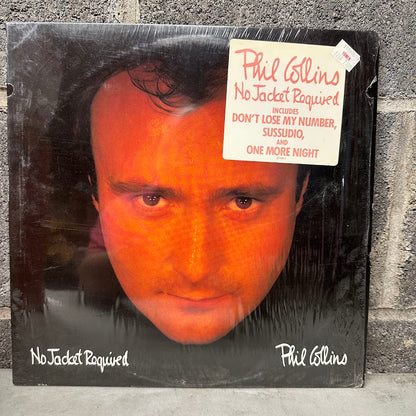 Phil Collins
No Jacket Required
INCLUDES
DON'T LOSE MY NUMBER,
SUSSUDIO,
AND
ONE MORE NIGHT
No Jacket Required
Phil Collins